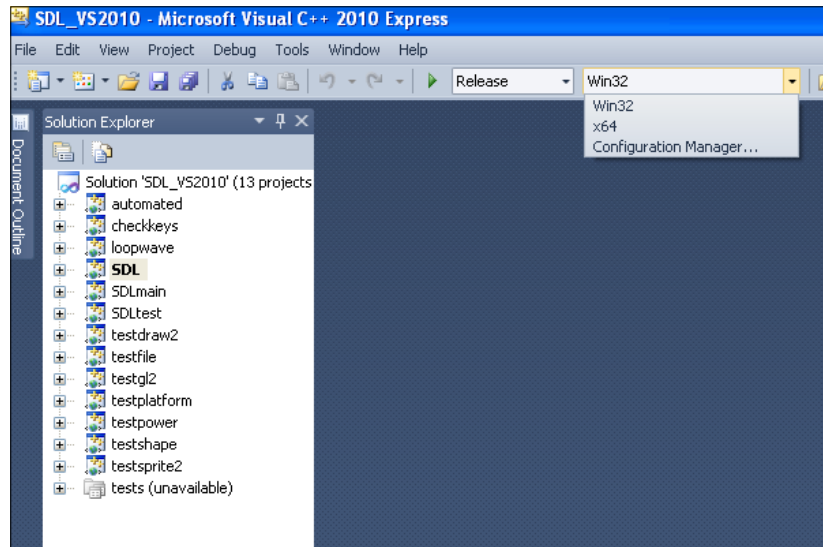 SDL_VS2010 - Microsoft Visual C++ 2010 Express
File Edit View Project Debug Tools Window Help
Release Win32
Win32
x64
Configuration Manager...
Document Outline
Solution Explorer
Solution 'SDL_VS2010' (13 projects
automated
checkkeys
loopwave
SDL
SDLmain
SDLtest
testdraw2
testfile
testgl2
testplatform
testpower
testshape
testsprite2
tests (unavailable)